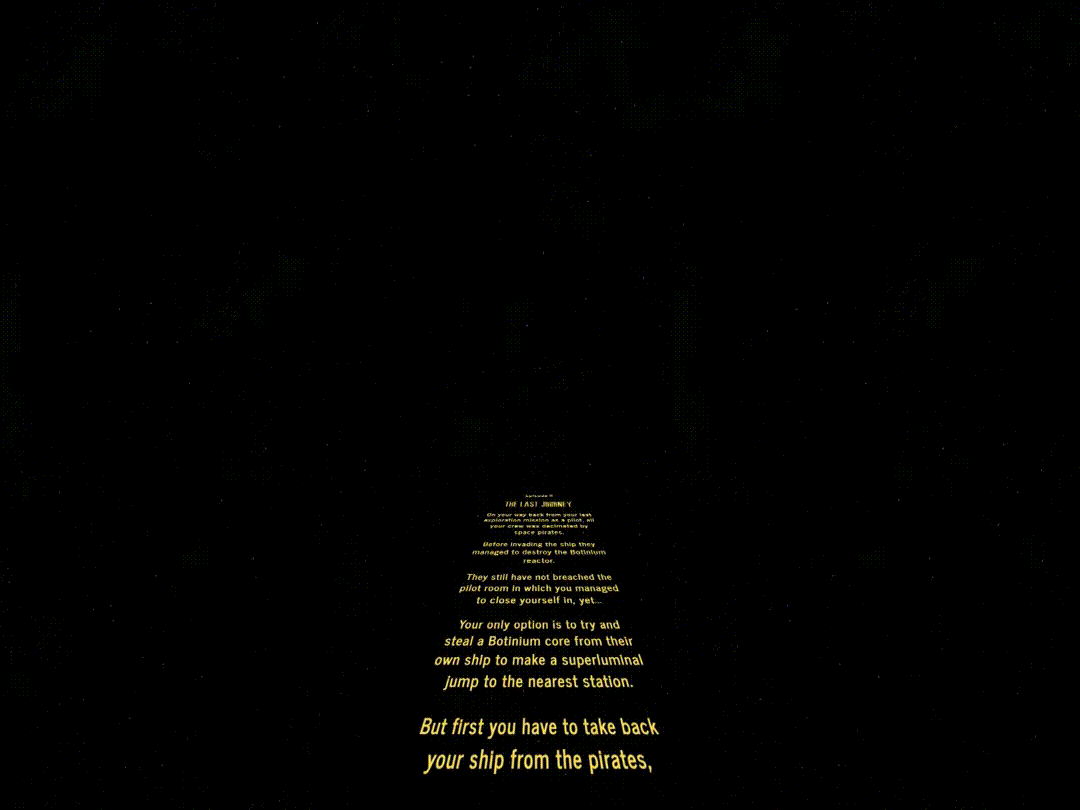 THE LAST JOURNEY
On your way back from your last
exploration mission as a pilot, all
your crew was decimated by
space pirates.
Before invading the ship they
managed to destroy the Botinium
reactor.
They still have not breached the
pilot room in which you managed
to close yourself in, yet...
Your only option is to try and
steal a Botinium core from their
own ship to make a superluminal
jump to the nearest station.
But first you have to take back
your ship from the pirates,